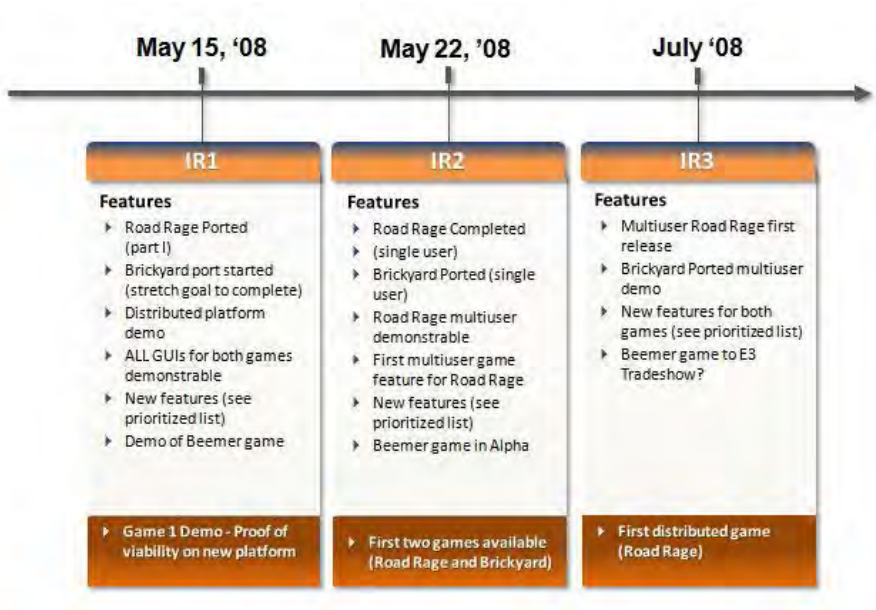 May 15, ‘08
May 22, ’08
July ‘08
IR1
Features
Road Rage Ported
(part I)
Brickyard port started
(stretch goal to complete)
Distributed platform
demo
ALL GUIs for both games
demonstrable
New features (see
prioritized list)
Demo of Beemer game
Game 1 Demo - Proof of
viability on new platform
IR2
Features
Road Rage Completed
(single user)
Brickyard Ported (single
user)
Road Rage multiuser
demonstrable
First multiuser game
feature for Road Rage
New features (see
prioritized list)
Beemer game in Alpha
First two games available
(Road Rage and Brickyard)
IR3
Features
Multiuser Road Rage first
release
Brickyard Ported multiuser
demo
New features for both
games (see prioritized list)
Beemer game to E3
Tradeshow?
First distributed game
(Road Rage)